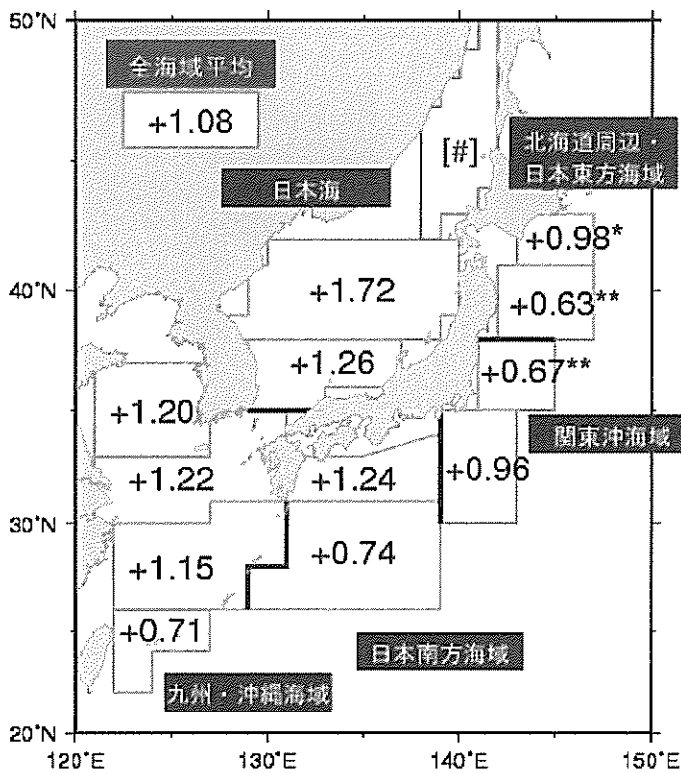 50°N
全海域平均
+1.08
[#]
北海道周辺・
日本東方海域
日本海
+0.98*
40°N
+1.72
+0.63**
+1.26
+0.67**
+1.20
関東沖海域
+1.22
+1.24
+0.96
30°N
+1.15
+0.74
+0.71
日本南方海域
九州・沖縄海域
20°N
120°E
130°E
140°E
150°E